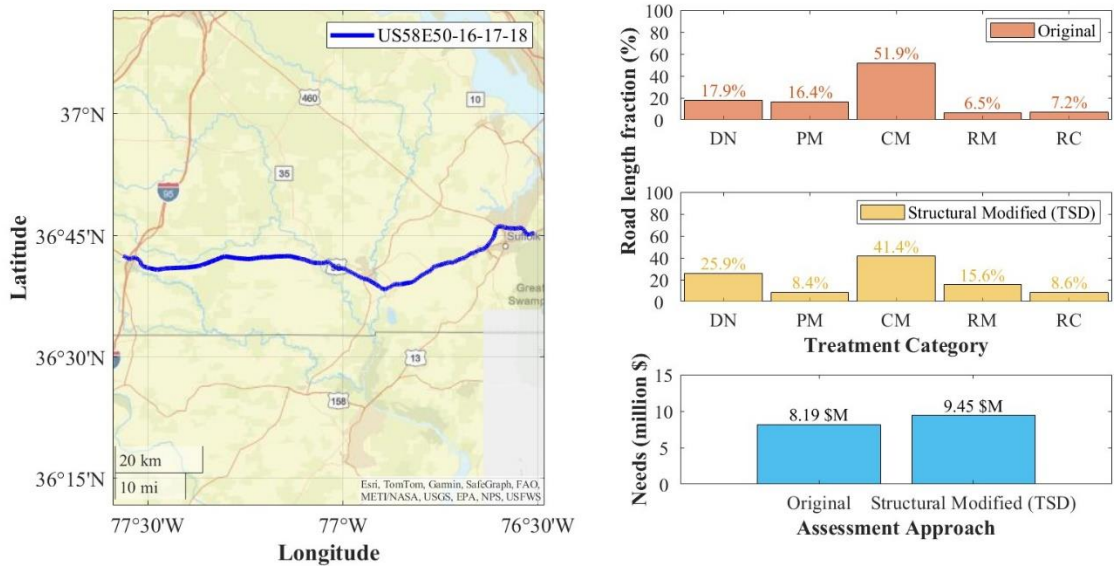 US58E50-16-17-18
460
10
37°N
35
95
36°45'N
Suffolk
58
Great
Swamp
36°30'N
13
158
20 km
10 mi
36°15'N
Esri, TomTom, Garmin, SafeGraph, FAO,
METI/NASA, USGS, EPA, NPS, USFWS
77°30'W
77°W
76°30'W
Latitude
Longitude
Road length fraction (%)
100
80
60
40
20
0
Original
17.9%
16.4%
51.9%
6.5%
7.2%
DN
PM
CM
RM
RC
100
80
60
40
20
0
Structural Modified (TSD)
25.9%
8.4%
41.4%
15.6%
8.6%
DN
PM
CM
RM
RC
Treatment Category
Needs (million $)
15
10
5
0
8.19 $M
9.45 $M
Original
Structural Modified (TSD)
Assessment Approach